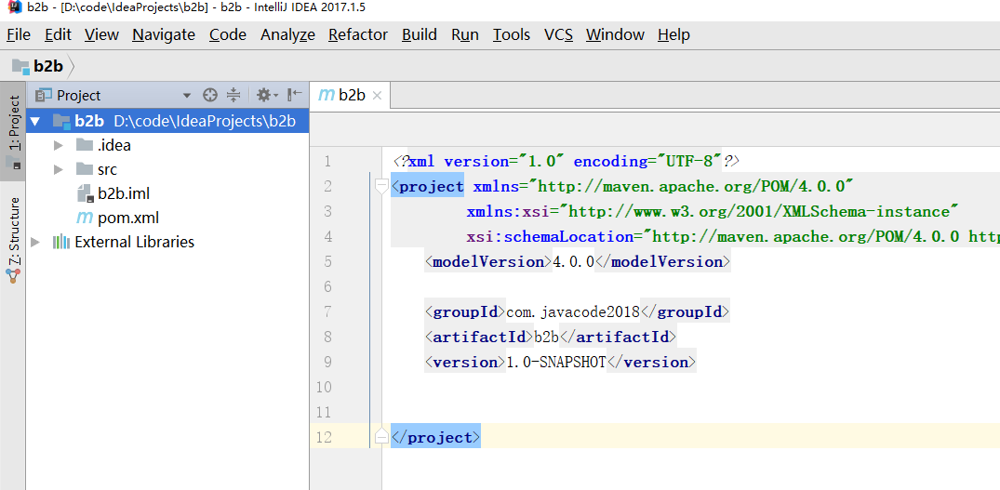 b2b - [D:\code\IdeaProjects\b2b] - b2b - IntelliJ IDEA 2017.1.5
File Edit View Navigate Code Analyze Refactor Build Run Tools VCS Window Help
b2b
1: Project
Z: Structure
Project
b2b D:\code\IdeaProjects\b2b
.idea
src
b2b.iml
m pom.xml
External Libraries
m b2b
1 <?xml version="1.0" encoding="UTF-8"?>
2 <project xmlns="http://maven.apache.org/POM/4.0.0"
3 xmlns:xsi="http://www.w3.org/2001/XMLSchema-instance"
4 xsi:schemaLocation="http://maven.apache.org/POM/4.0.0 http
5 <modelVersion>4.0.0</modelVersion>
6
7 <groupId>com.javacode2018</groupId>
8 <artifactId>b2b</artifactId>
9 <version>1.0-SNAPSHOT</version>
10
11
12 </project>